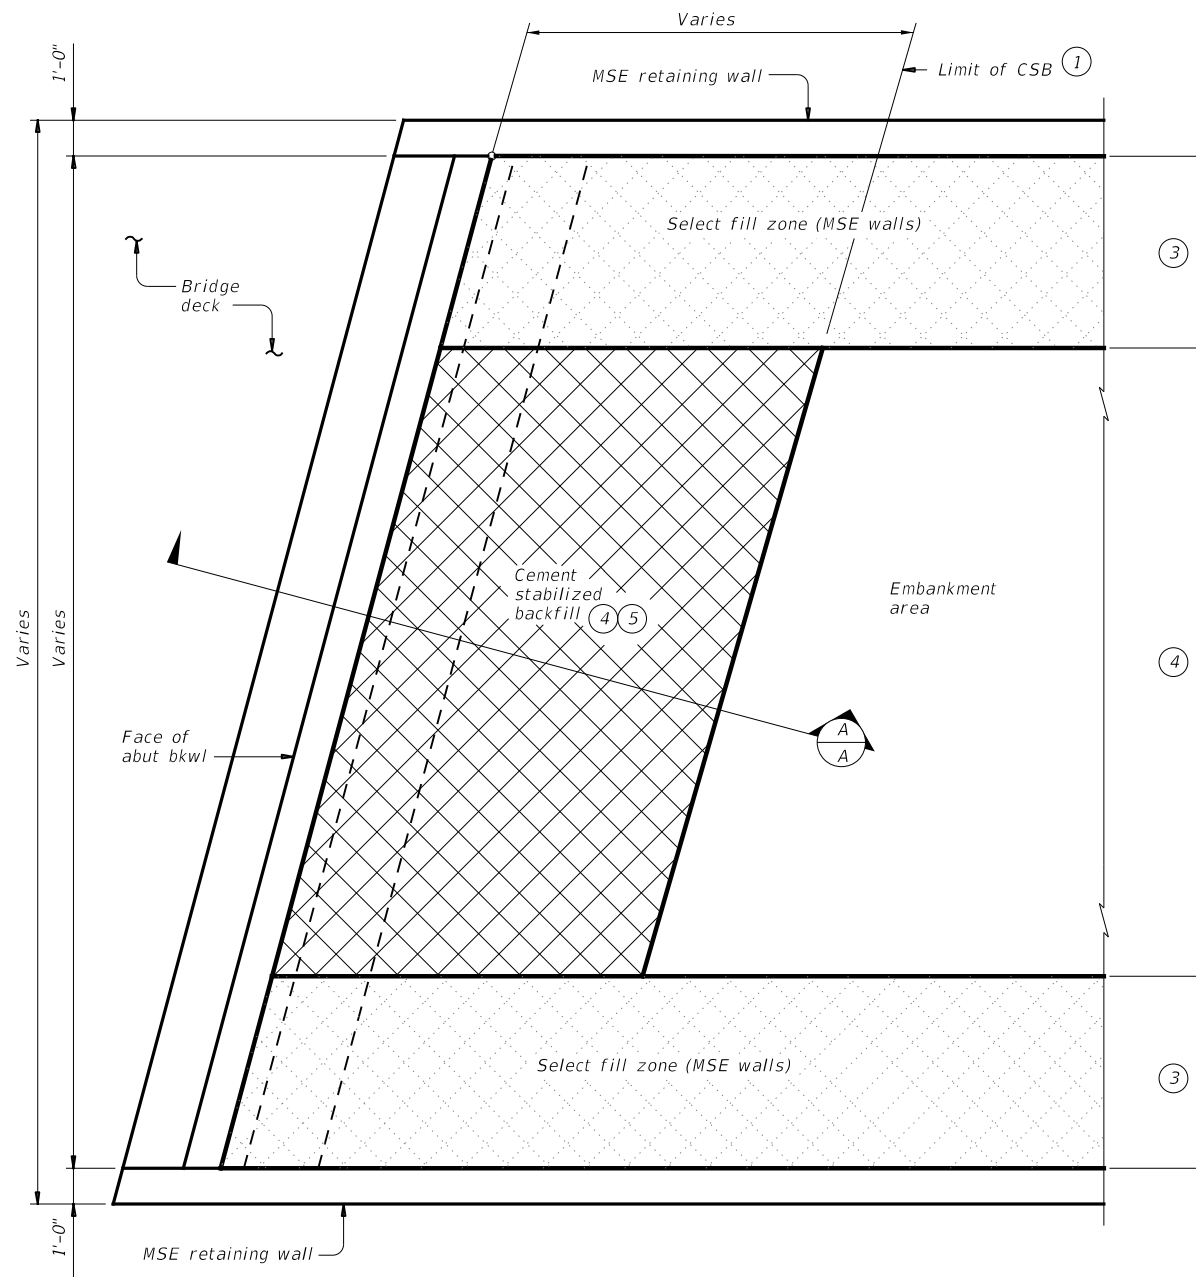 Varies
1'-0"
MSE retaining wall
Limit of CSB 1
Select fill zone (MSE walls)
3
Bridge
deck
Cement
stabilized
backfill 4 5
Embankment
area
Varies
Varies
4
Face of
abut bkwl
A
A
Select fill zone (MSE walls)
3
1'-0"
MSE retaining wall